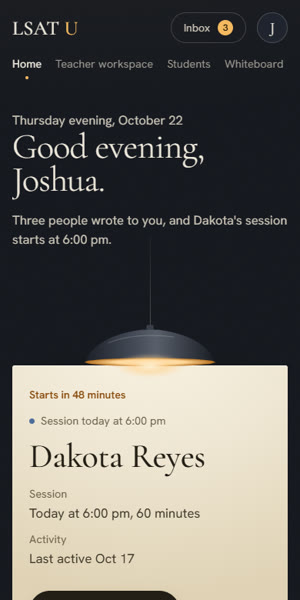 LSAT U
Inbox 3
J
Home Teacher workspace Students Whiteboard
Thursday evening, October 22
Good evening,
Joshua.
Three people wrote to you, and Dakota's session
starts at 6:00 pm.
Starts in 48 minutes
Session today at 6:00 pm
Dakota Reyes
Session
Today at 6:00 pm, 60 minutes
Activity
Last active Oct 17